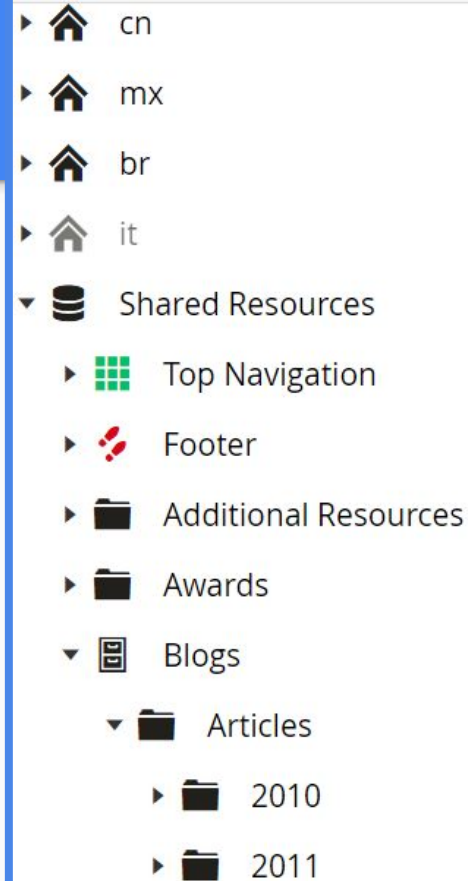 cn
mx
br
it
Shared Resources
Top Navigation
Footer
Additional Resources
Awards
Blogs
Articles
2010
2011